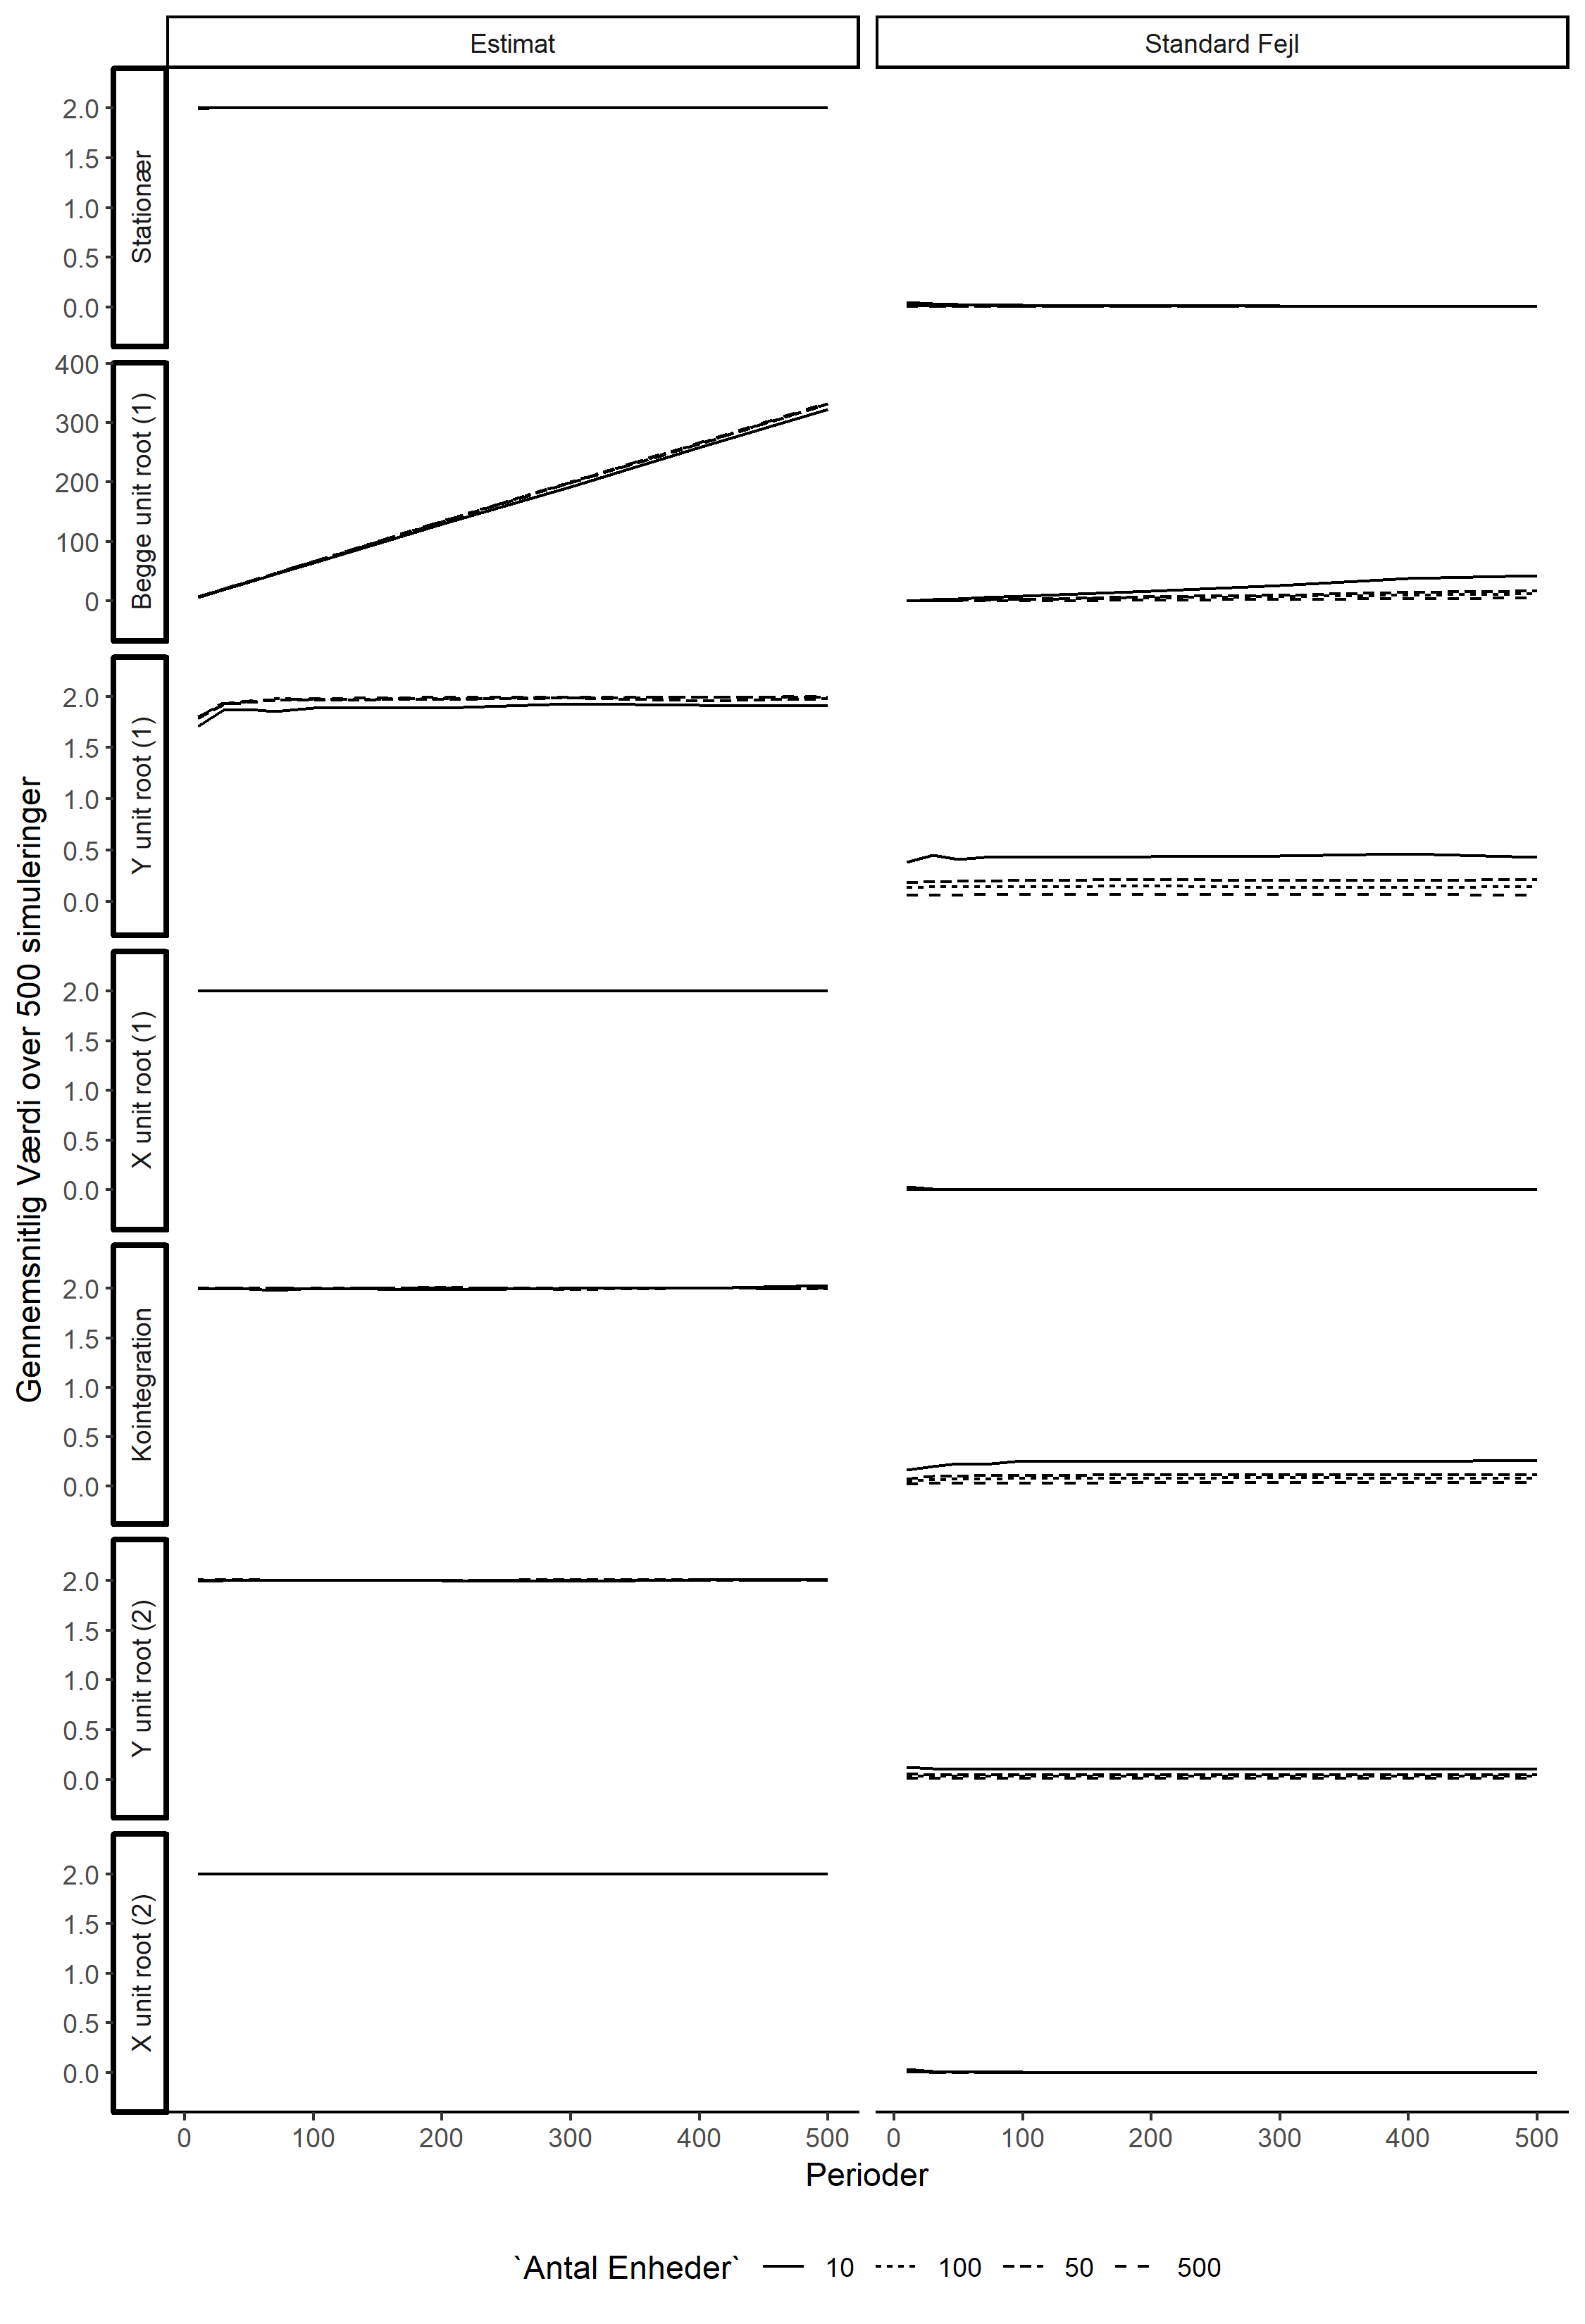 Estimat Standard Fejl
Gennemsnitlig Værdi over 500 simuleringer
Stationær
2.0
1.5
1.0
0.5
0.0
Begge unit root (1)
400
300
200
100
0
Y unit root (1)
2.0
1.5
1.0
0.5
0.0
X unit root (1)
2.0
1.5
1.0
0.5
0.0
Kointegration
2.0
1.5
1.0
0.5
0.0
Y unit root (2)
2.0
1.5
1.0
0.5
0.0
X unit root (2)
2.0
1.5
1.0
0.5
0.0
0 100 200 300 400 500 0 100 200 300 400 500
Perioder
`Antal Enheder` 10 100 50 500